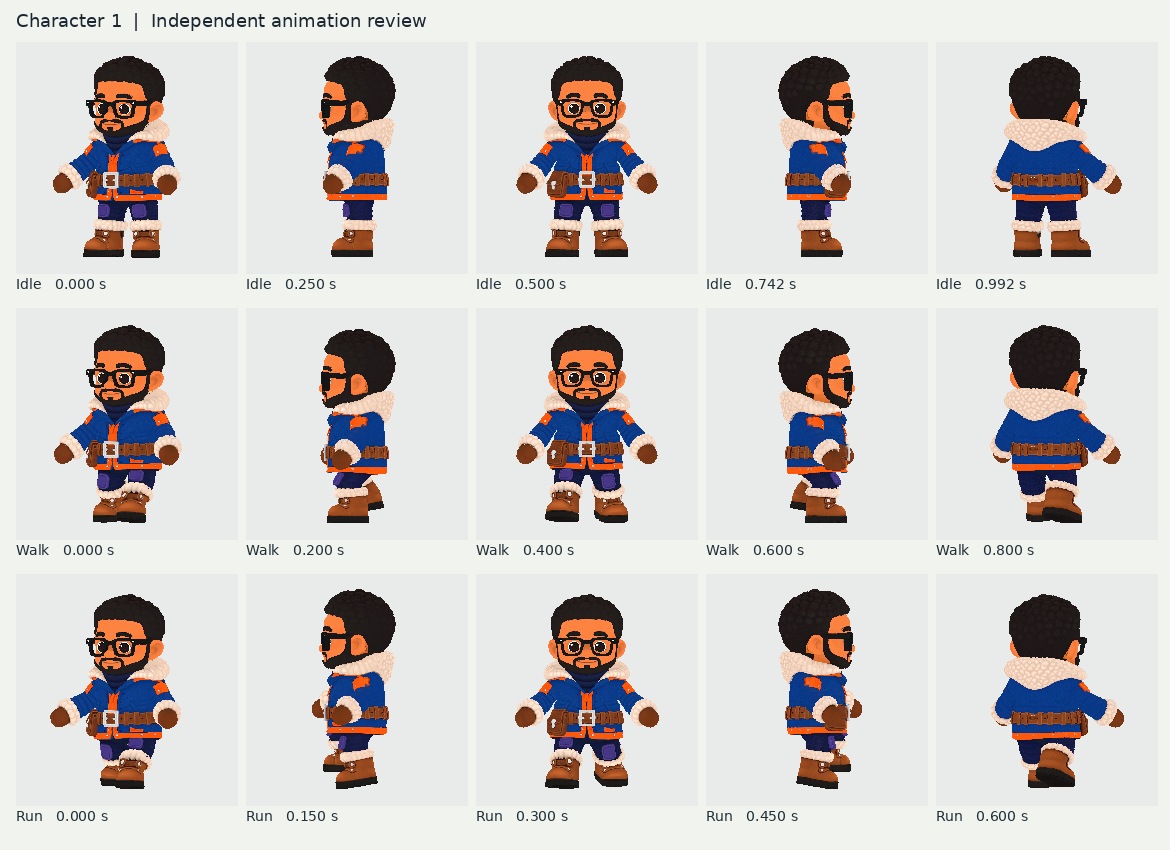 Character 1 | Independent animation review
Idle 0.000 s
Idle 0.250 s
Idle 0.500 s
Idle 0.742 s
Idle 0.992 s
Walk 0.000 s
Walk 0.200 s
Walk 0.400 s
Walk 0.600 s
Walk 0.800 s
Run 0.000 s
Run 0.150 s
Run 0.300 s
Run 0.450 s
Run 0.600 s